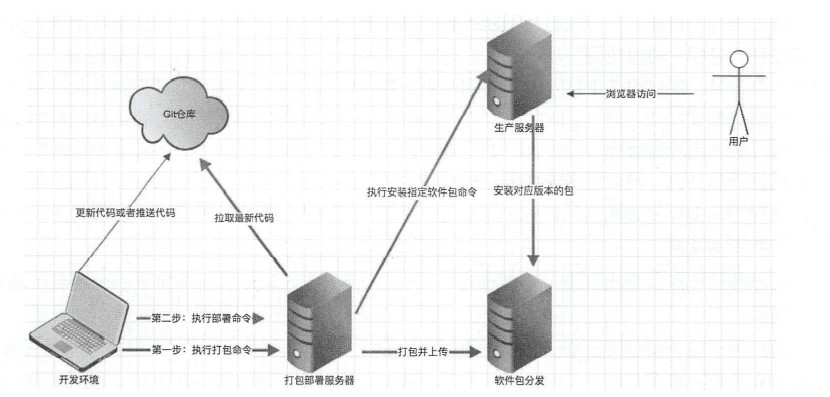 Git仓库
生产服务器
浏览器访问
用户
更新代码或者推送代码
拉取最新代码
执行安装指定软件包命令
安装对应版本的包
第二步：执行部署命令
第一步：执行打包命令
打包并上传
开发环境
打包部署服务器
软件包分发